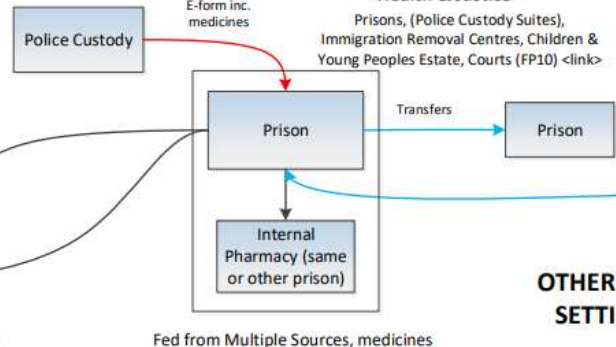 E-form inc.
medicines
Prisons, (Police Custody Suites),
Immigration Removal Centres, Children &
Young Peoples Estate, Courts (FP10) <link>
Police Custody
Prison
Transfers
Prison
Internal
Pharmacy (same
or other prison)
OTHER
SETTI
Fed from Multiple Sources, medicines